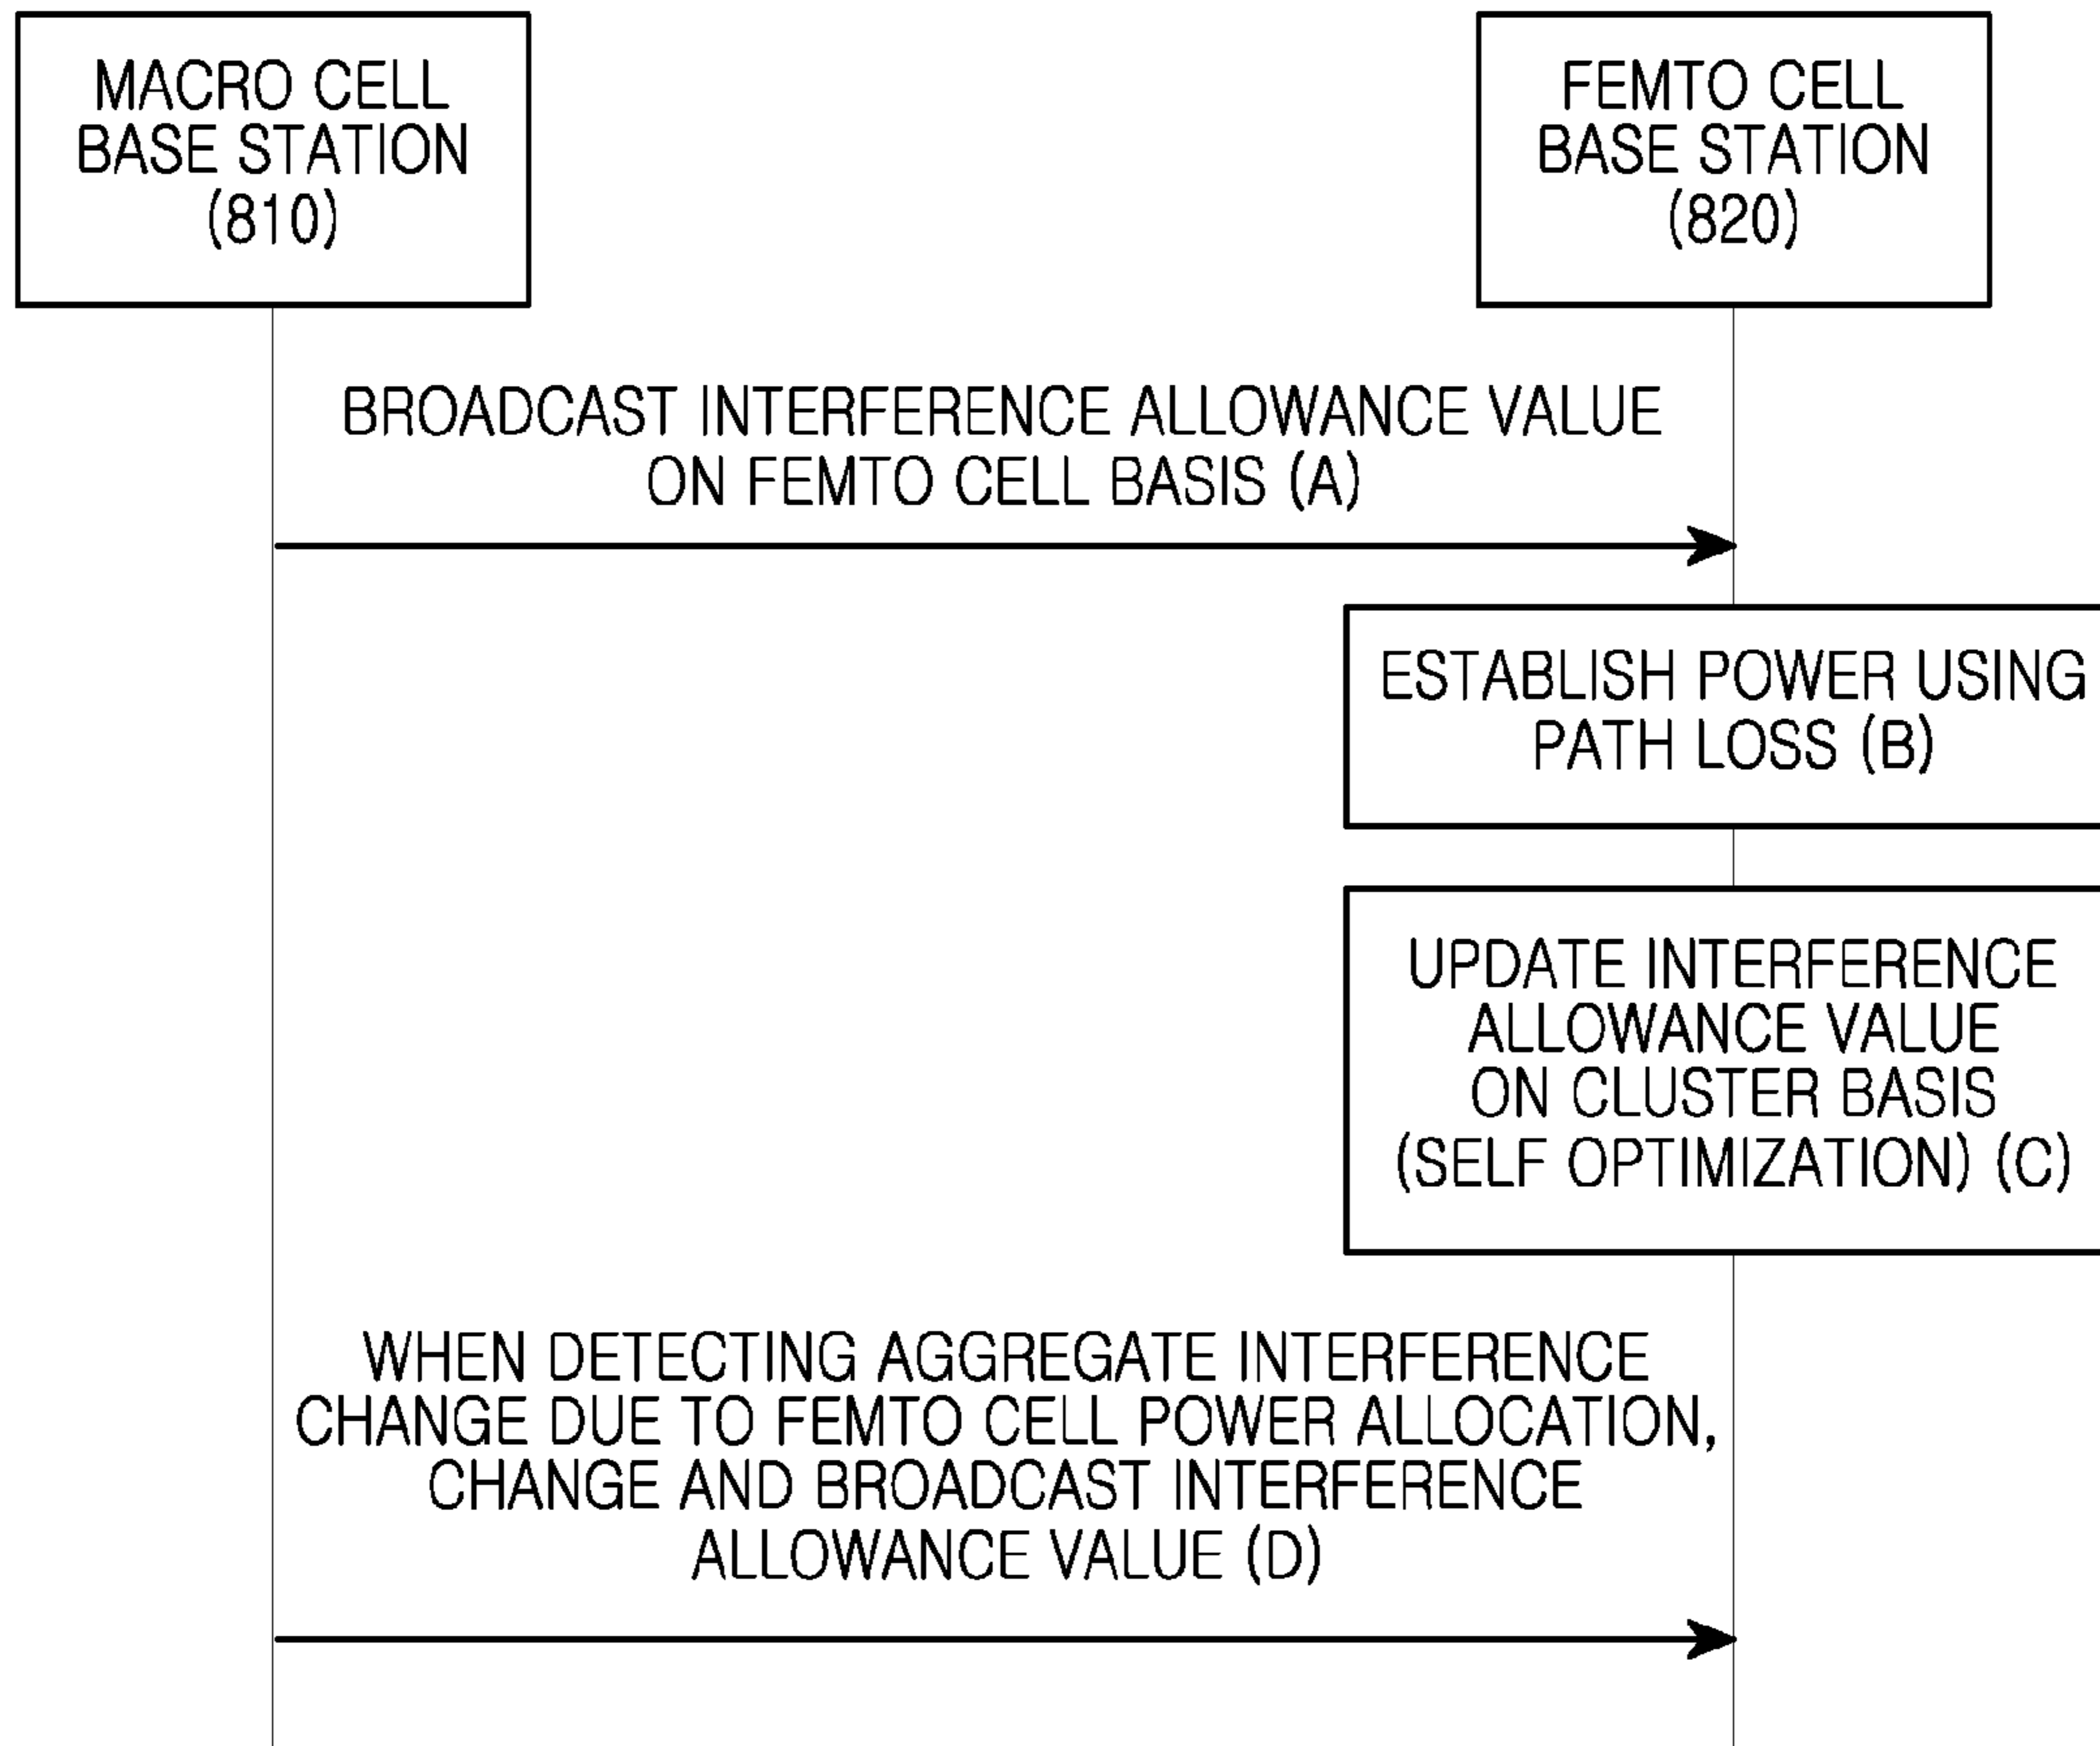 MACRO CELL
BASE STATION
(810)
FEMTO CELL
BASE STATION
(820)
BROADCAST INTERFERENCE ALLOWANCE VALUE
ON FEMTO CELL BASIS (A)
ESTABLISH POWER USING
PATH LOSS (B)
UPDATE INTERFERENCE
ALLOWANCE VALUE
ON CLUSTER BASIS
(SELF OPTIMIZATION) (C)
WHEN DETECTING AGGREGATE INTERFERENCE
CHANGE DUE TO FEMTO CELL POWER ALLOCATION,
CHANGE AND BROADCAST INTERFERENCE
ALLOWANCE VALUE (D)